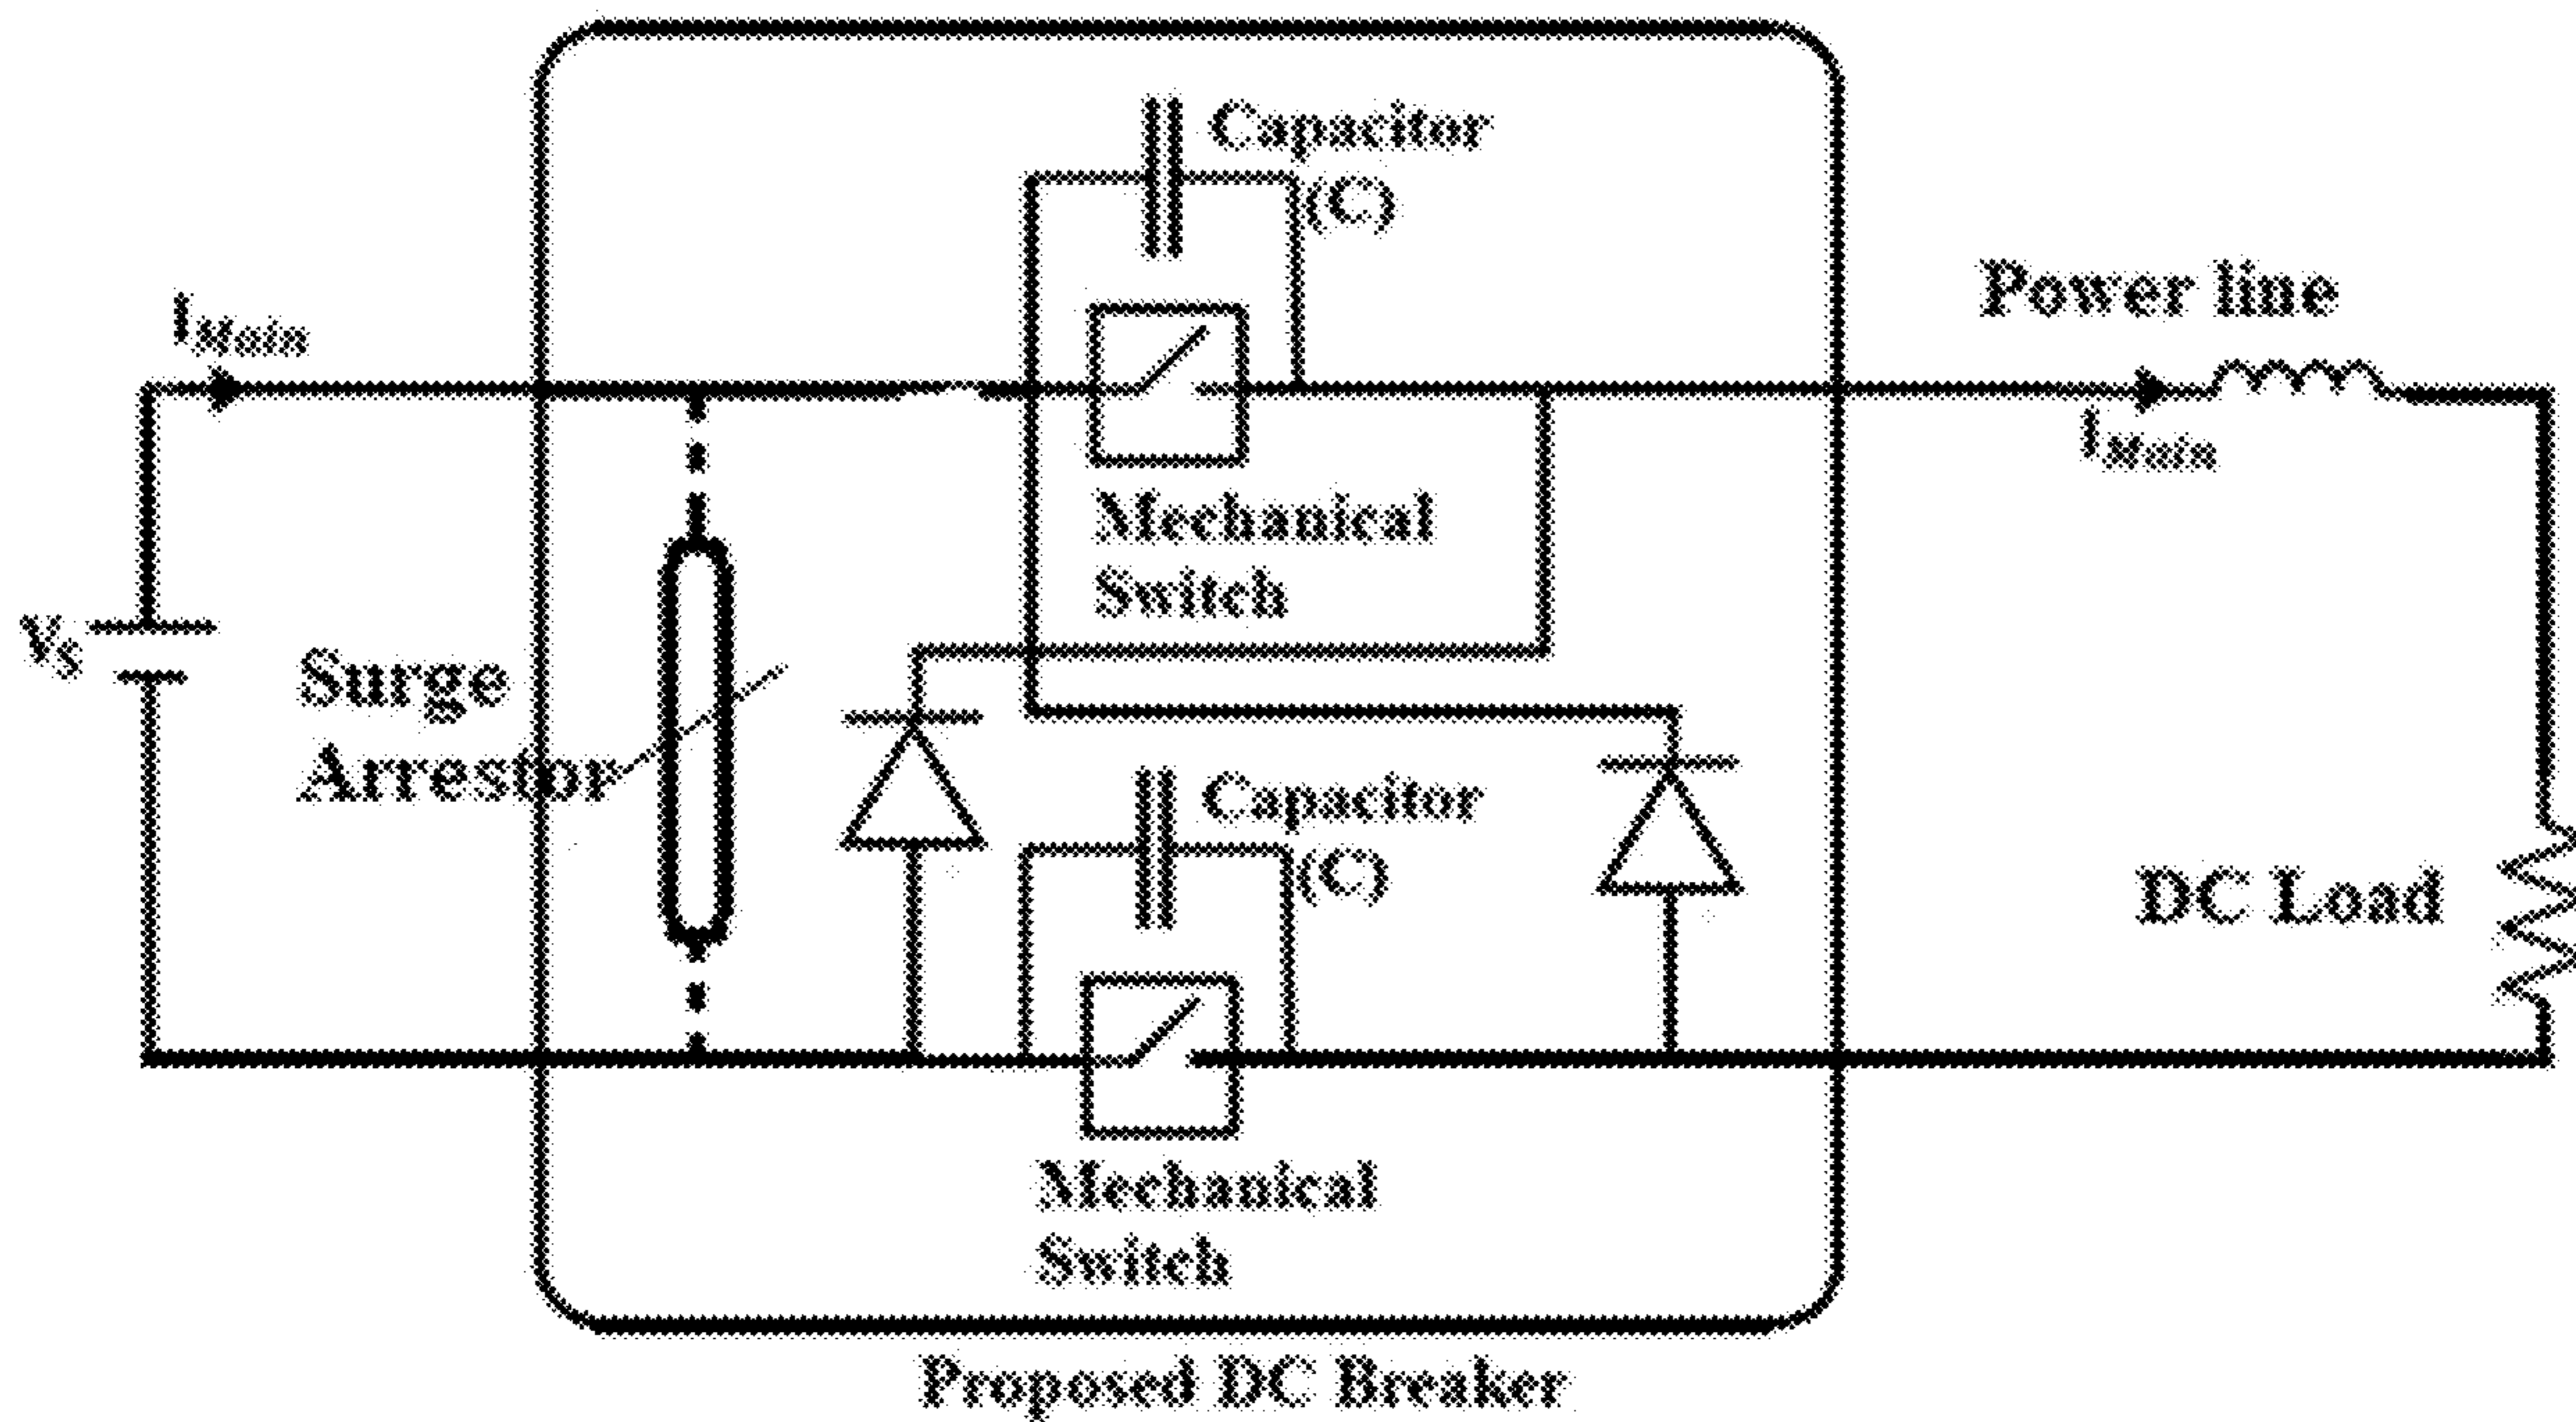 Capacitor
(C)
Power line
IMain
IMain
Mechanical
Switch
VS
Surge
Arrestor
Capacitor
(C)
DC Load
Mechanical
Switch
Proposed DC Breaker